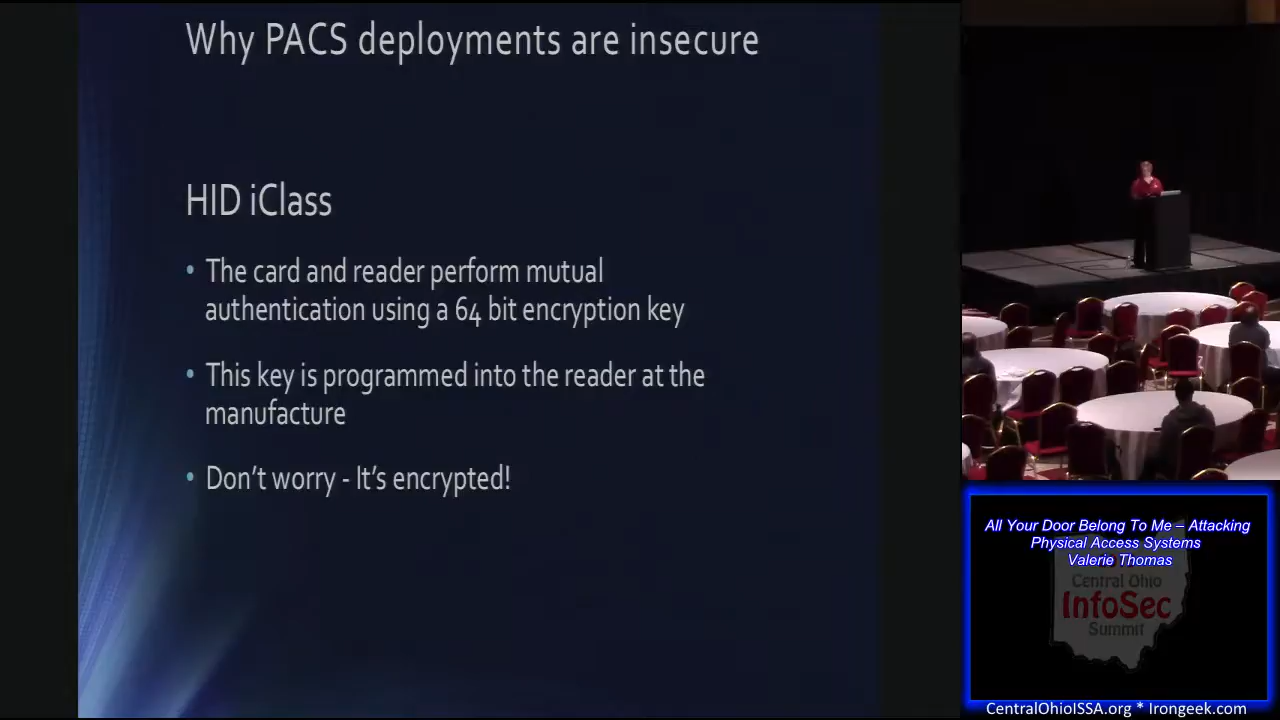 Why PACS deployments are insecure
HID iClass
• The card and reader perform mutual
authentication using a 64 bit encryption key
• This key is programmed into the reader at the
manufacture
• Don't worry - It's encrypted!
All Your Door Belong To Me – Attacking
Physical Access Systems
Valerie Thomas
Central Ohio
InfoSec
Summit
CentralOhioISSA.org * Irongeek.com